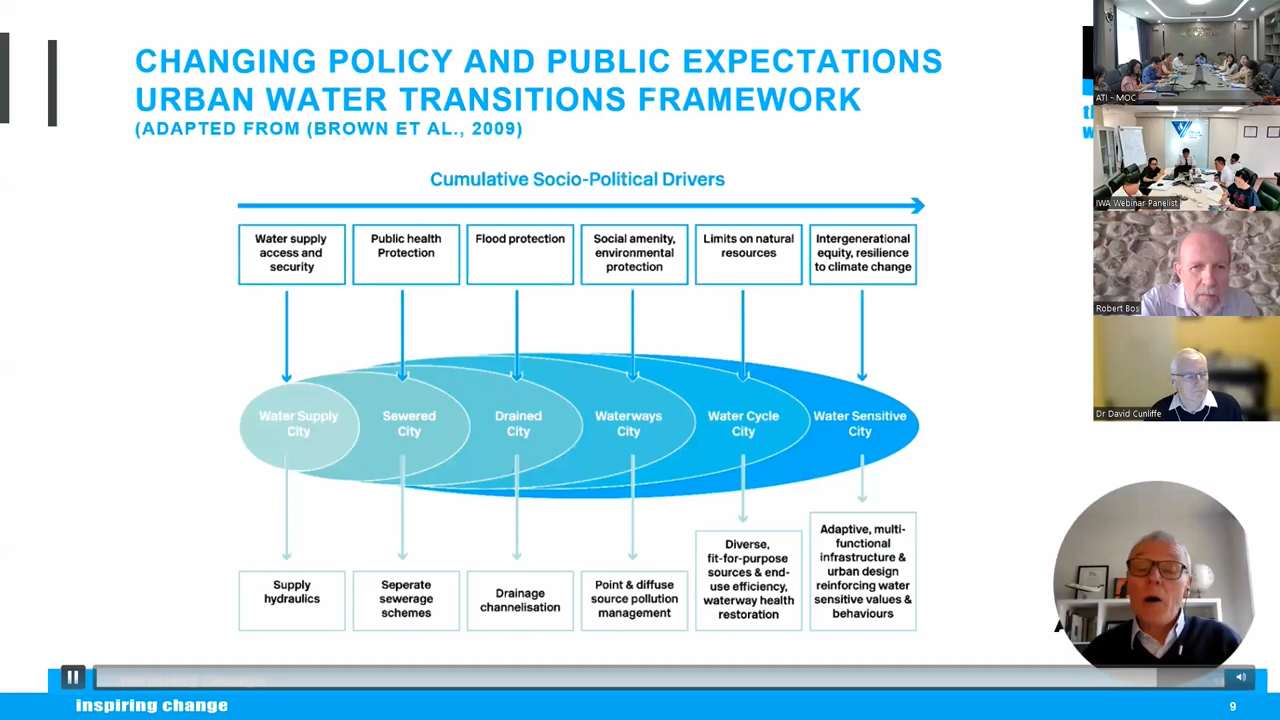 CHANGING POLICY AND PUBLIC EXPECTATIONS
URBAN WATER TRANSITIONS FRAMEWORK
(ADAPTED FROM (BROWN ET AL., 2009)
Cumulative Socio-Political Drivers
Water supply
access and
security
Public health
Protection
Flood protection
Social amenity,
environmental
protection
Limits on natural
resources
Intergenerational
equity, resilience
to climate change
Water Supply
City
Sewered
City
Drained
City
Waterways
City
Water Cycle
City
Water Sensitive
City
Supply
hydraulics
Seperate
sewerage
schemes
Drainage
channelisation
Point & diffuse
source pollution
management
Diverse,
fit-for-purpose
sources & end-
use efficiency,
waterway health
restoration
Adaptive, multi-
functional
infrastructure &
urban design
reinforcing water
sensitive values &
behaviours
inspiring change
9
ATI - MOC
IWA Webinar Panelist
Robert Bos
Dr David Cunliffe